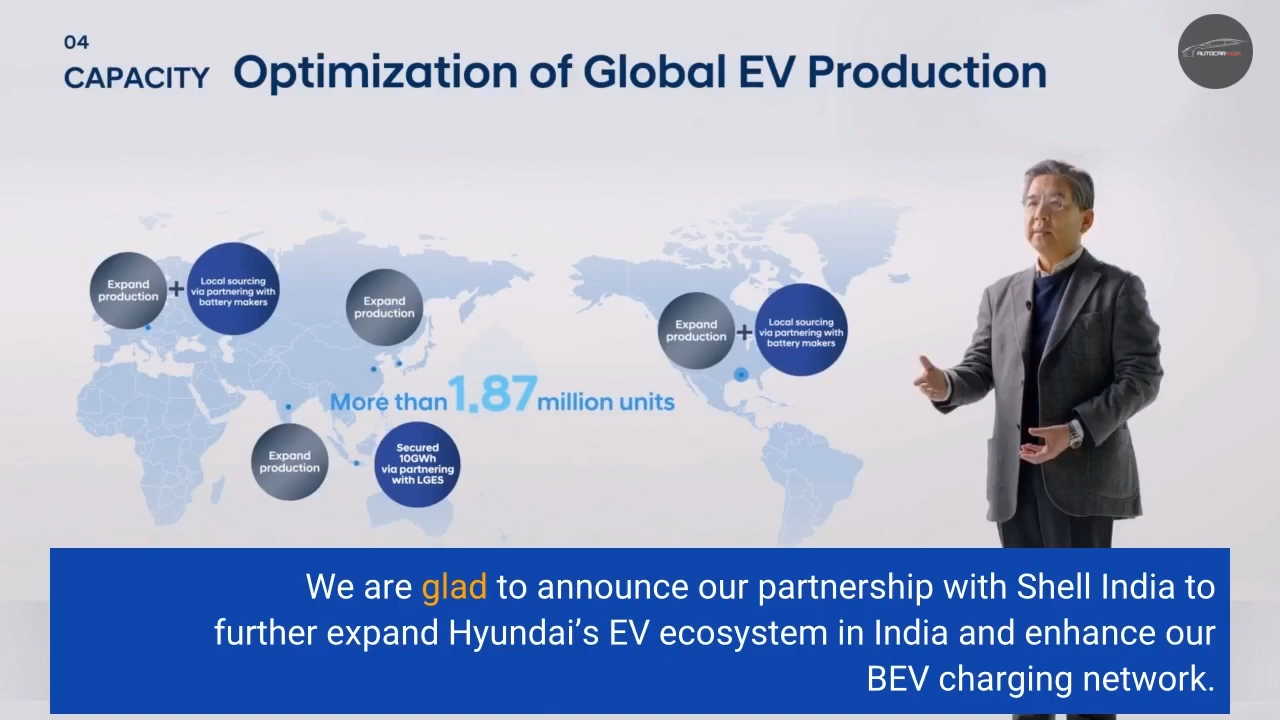 04
CAPACITY Optimization of Global EV Production
AUTOCARINDIA
Expand
production
+
Local sourcing
via partnering with
battery makers
Expand
production
Expand
production
+
Local sourcing
via partnering with
battery makers
More than 1.87 million units
Expand
production
Secured
10GWh
via partnering
with LGES
We are glad to announce our partnership with Shell India to
further expand Hyundai’s EV ecosystem in India and enhance our
BEV charging network.